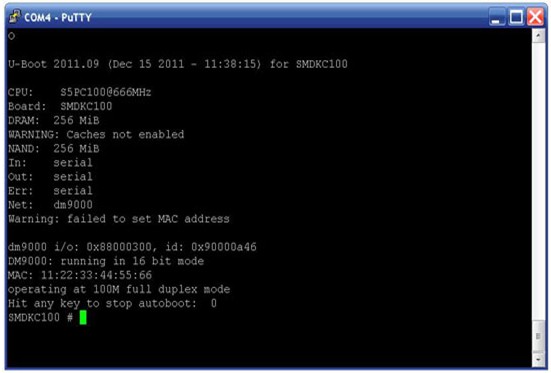 COM4 - PuTTY
O
U-Boot 2011.09 (Dec 15 2011 - 11:38:15) for SMDKC100
CPU: S5PC100@666MHz
Board: SMDKC100
DRAM: 256 MiB
WARNING: Caches not enabled
NAND: 256 MiB
In: serial
Out: serial
Err: serial
Net: dm9000
Warning: failed to set MAC address
dm9000 i/o: 0x88000300, id: 0x90000a46
DM9000: running in 16 bit mode
MAC: 11:22:33:44:55:66
operating at 100M full duplex mode
Hit any key to stop autoboot: 0
SMDKC100 #